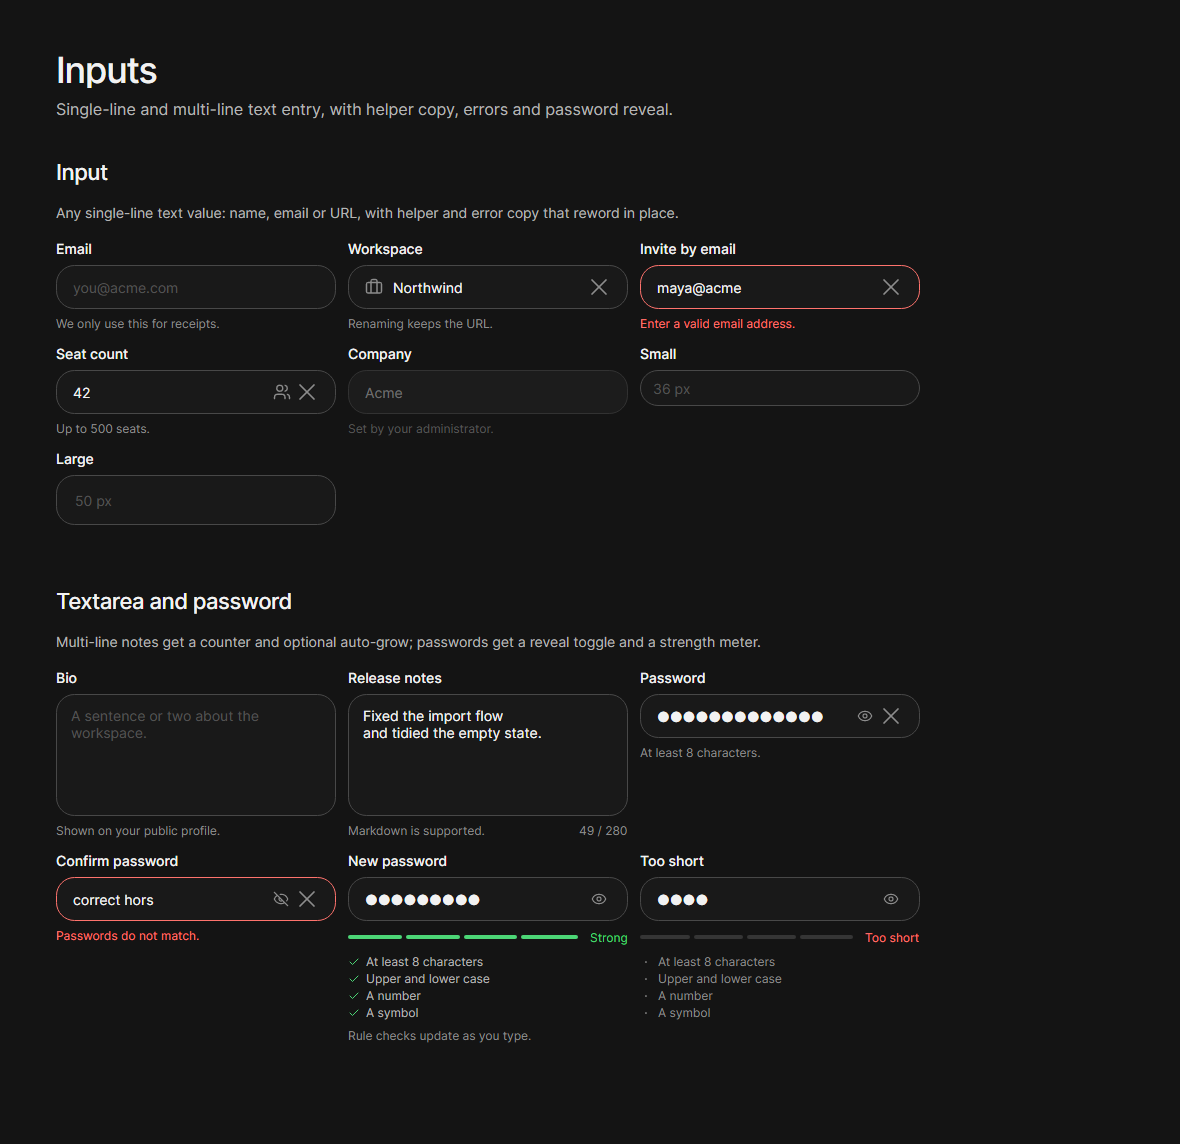 Inputs
Single-line and multi-line text entry, with helper copy, errors and password reveal.
Input
Any single-line text value: name, email or URL, with helper and error copy that reword in place.
Email
you@acme.com
We only use this for receipts.
Workspace
Northwind
Renaming keeps the URL.
Invite by email
maya@acme
Enter a valid email address.
Seat count
42
Up to 500 seats.
Company
Acme
Set by your administrator.
Small
36 px
Large
50 px
Textarea and password
Multi-line notes get a counter and optional auto-grow; passwords get a reveal toggle and a strength meter.
Bio
A sentence or two about the
workspace.
Shown on your public profile.
Release notes
Fixed the import flow
and tidied the empty state.
Markdown is supported.
49 / 280
Password
●●●●●●●●●●●●●
At least 8 characters.
Confirm password
correct hors
Passwords do not match.
New password
●●●●●●●●●
Strong
At least 8 characters
Upper and lower case
A number
A symbol
Rule checks update as you type.
Too short
●●●●
Too short
At least 8 characters
Upper and lower case
A number
A symbol